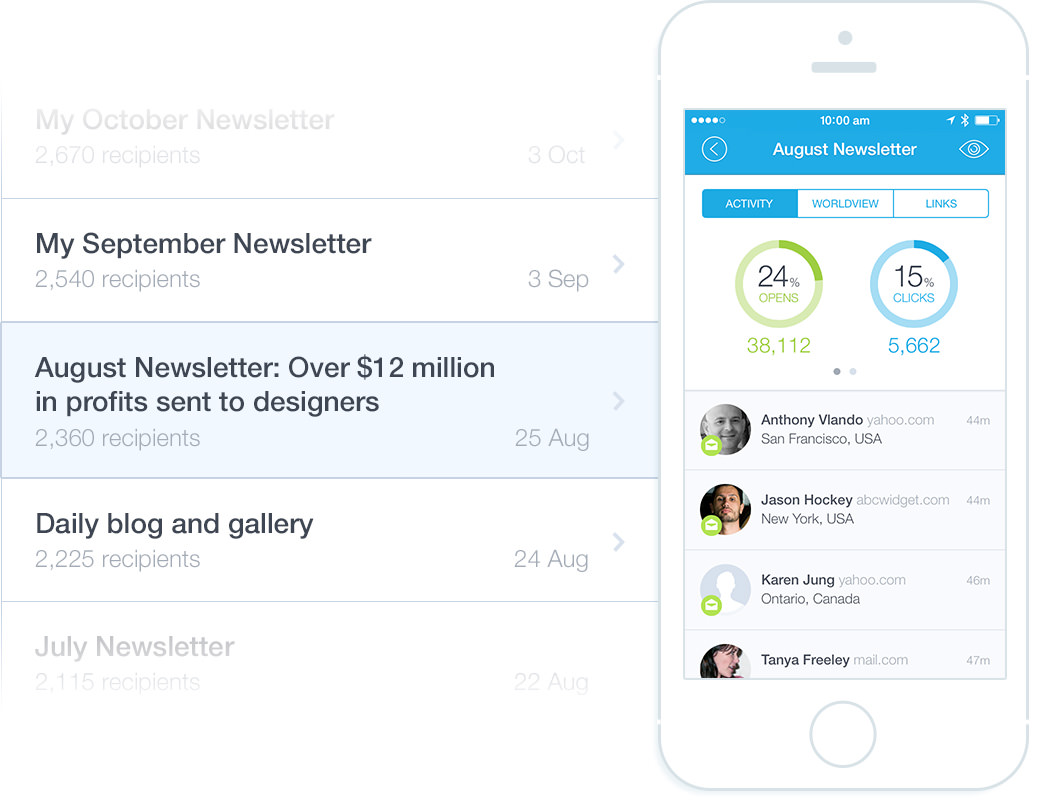 My October Newsletter
2,670 recipients
3 Oct
My September Newsletter
2,540 recipients
3 Sep
August Newsletter: Over $12 million
in profits sent to designers
2,360 recipients
25 Aug
Daily blog and gallery
2,225 recipients
24 Aug
July Newsletter
2,115 recipients
22 Aug
10:00 am
August Newsletter
ACTIVITY
WORLDVIEW
LINKS
24%
OPENS
38,112
15%
CLICKS
5,662
Anthony Vlando yahoo.com 44m
San Francisco, USA
Jason Hockey abcwidget.com 44m
New York, USA
Karen Jung yahoo.com 46m
Ontario, Canada
Tanya Freeley mail.com 47m